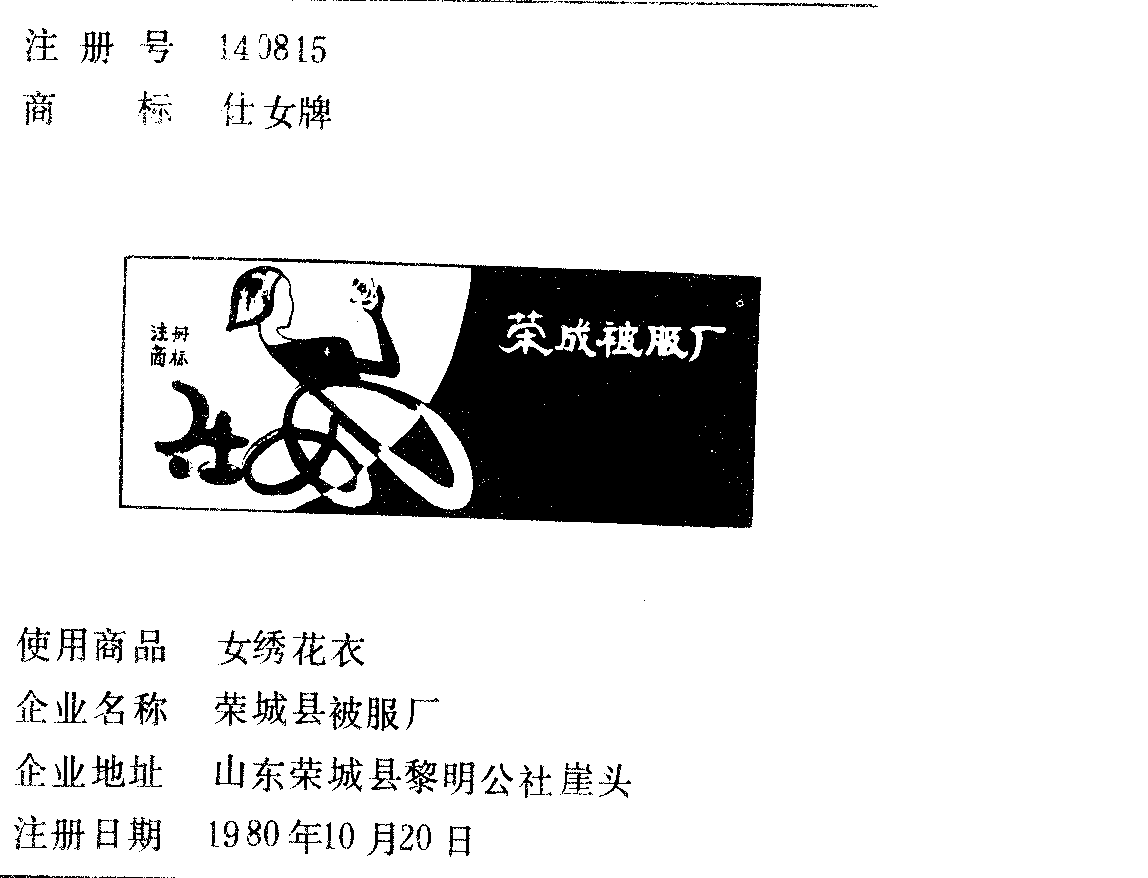 注册号 140815
商标 仕女牌
荣成被服厂
注册
商标
仕女
使用商品 女绣花衣
企业名称 荣城县被服厂
企业地址 山东荣城县黎明公社崖头
注册日期 1980年10月20日